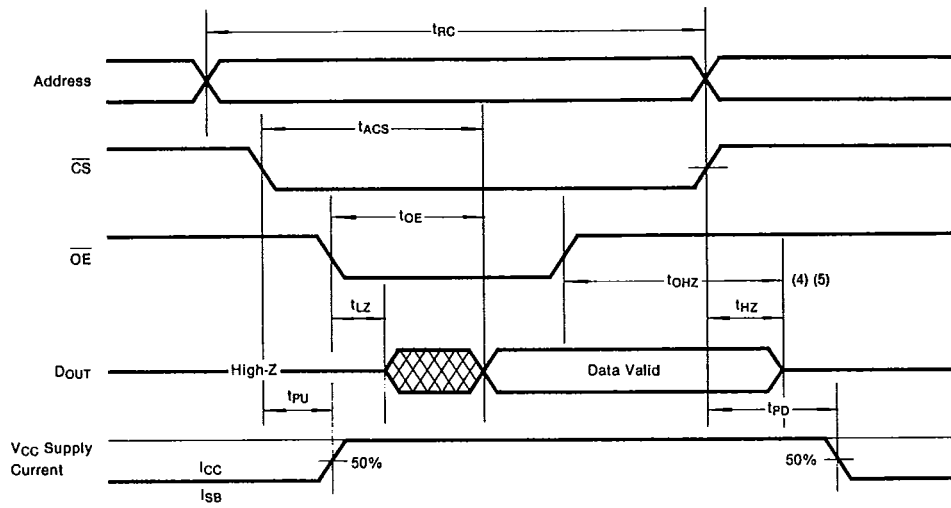 tRC
Address
tACS
CS
tOE
OE
tOHZ
(4) (5)
tLZ
tHZ
DOUT
High-Z
Data Valid
tPU
tPD
VCC Supply
Current
ICC
50%
50%
ISB